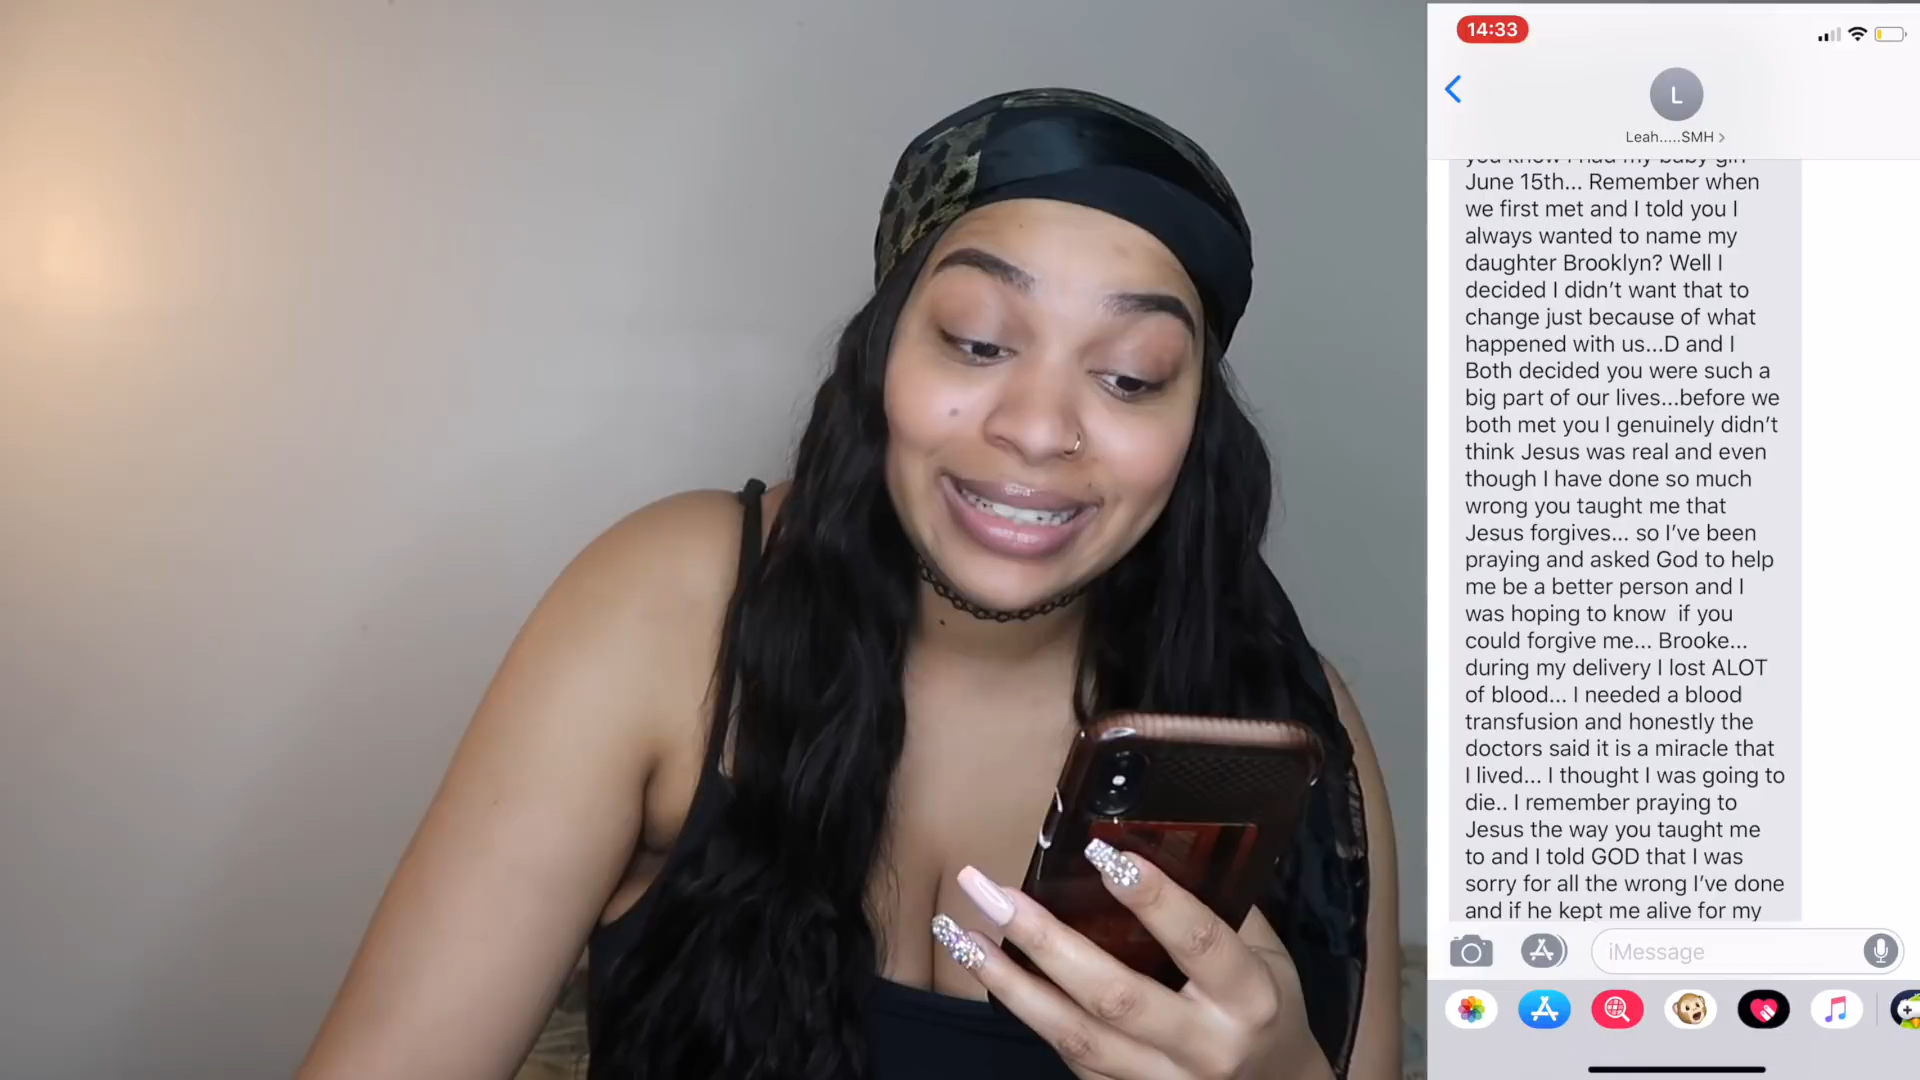 14:33
L
Leah.....SMH >
you know I had my baby girl
June 15th... Remember when
we first met and I told you I
always wanted to name my
daughter Brooklyn? Well I
decided I didn’t want that to
change just because of what
happened with us...D and I
Both decided you were such a
big part of our lives...before we
both met you I genuinely didn’t
think Jesus was real and even
though I have done so much
wrong you taught me that
Jesus forgives... so I’ve been
praying and asked God to help
me be a better person and I
was hoping to know  if you
could forgive me... Brooke...
during my delivery I lost ALOT
of blood... I needed a blood
transfusion and honestly the
doctors said it is a miracle that
I lived... I thought I was going to
die.. I remember praying to
Jesus the way you taught me
to and I told GOD that I was
sorry for all the wrong I’ve done
and if he kept me alive for my
iMessage